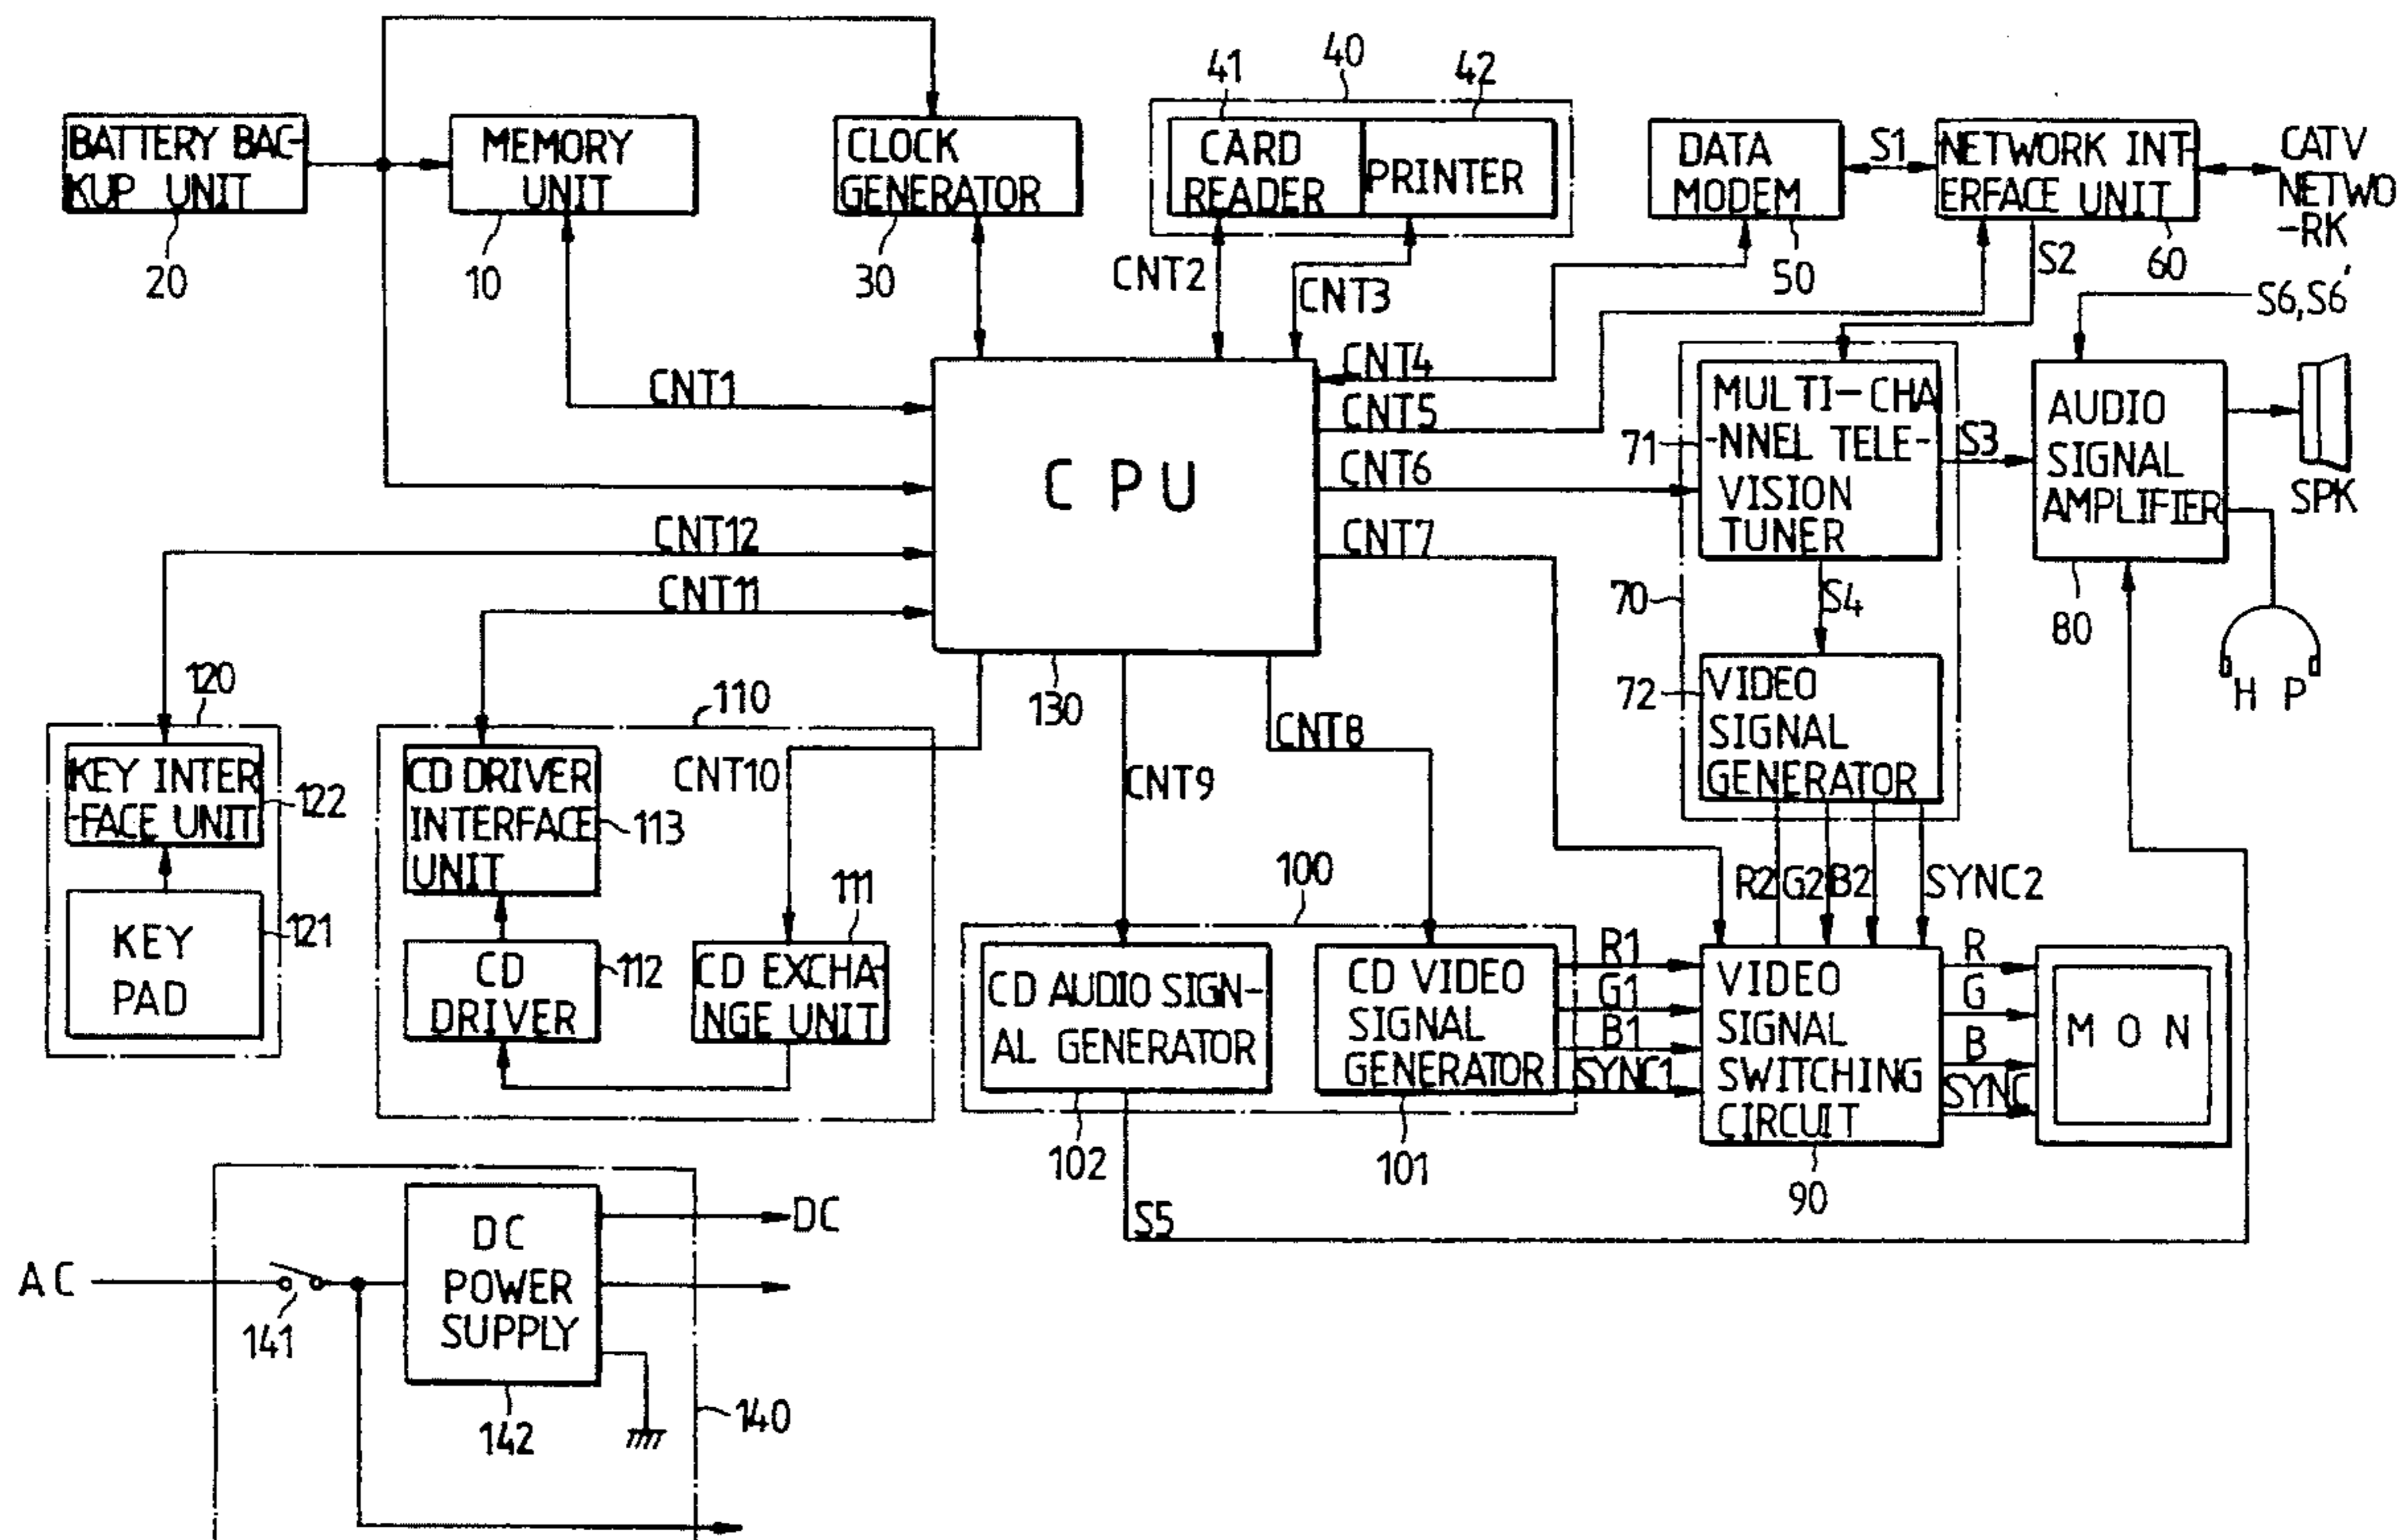 41
40
42
BATTERY BAC-
KUP UNIT
MEMORY
UNIT
CLOCK
GENERATOR
CARD
READER
PRINTER
DATA
MODEM
S1
NETWORK INT-
ERFACE UNIT
CATV
NETWO
-RK
20
10
30
CNT2
CNT3
50
S2
60
S6,S6'
CNT1
CNT4
CNT5
CNT6
CNT7
CNT12
CNT11
CPU
130
71
MULTI-CHA
-NNEL TELE-
VISION
TUNER
S3
AUDIO
SIGNAL
AMPLIFIER
SPK
70
S4
80
HP
72
VIDEO
SIGNAL
GENERATOR
120
110
CNT10
CNT9
CNT8
KEY INTER
-FACE UNIT
122
CD DRIVER
INTERFACE
UNIT
113
KEY
PAD
121
CD
DRIVER
112
111
CD EXCHA-
NGE UNIT
100
R2
G2
B2
SYNC2
CD AUDIO SIGN-
AL GENERATOR
CD VIDEO
SIGNAL
GENERATOR
R1
G1
B1
SYNC1
VIDEO
SIGNAL
SWITCHING
CIRCUIT
R
G
B
SYNC
MON
102
101
90
S5
AC
141
DC
POWER
SUPPLY
DC
142
140